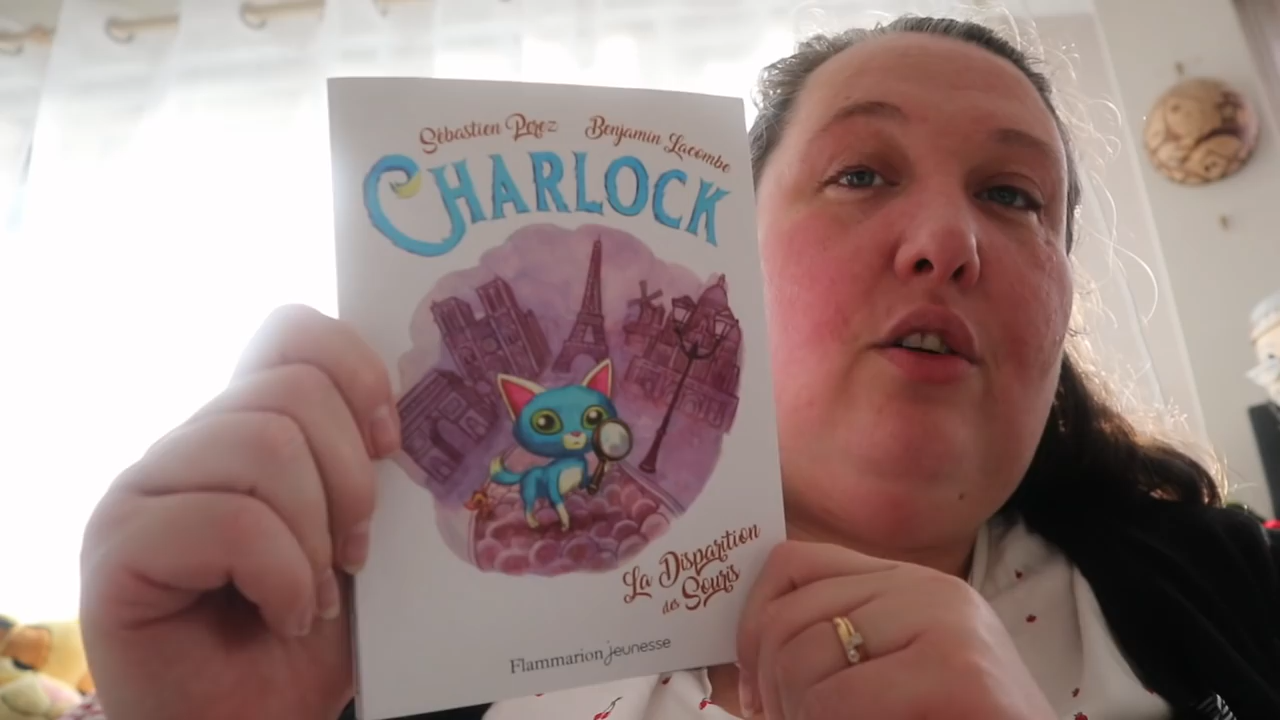 Sébastien Perez Benjamin Lacombe
CHARLOCK
La Disparition
des Souris
Flammarion jeunesse